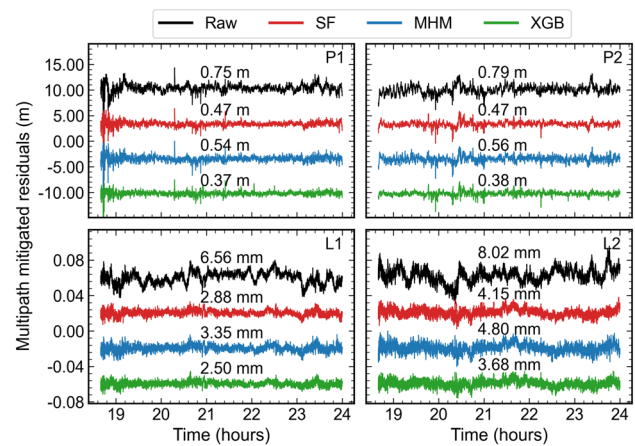 Raw SF MHM XGB
Multipath mitigated residuals (m)
P1
15.00
10.00
5.00
0.00
-5.00
-10.00
0.75 m
0.47 m
0.54 m
0.37 m
P2
0.79 m
0.47 m
0.56 m
0.38 m
L1
0.08
0.04
0.00
-0.04
-0.08
6.56 mm
2.88 mm
3.35 mm
2.50 mm
19 20 21 22 23 24
Time (hours)
L2
8.02 mm
4.15 mm
4.80 mm
3.68 mm
19 20 21 22 23 24
Time (hours)